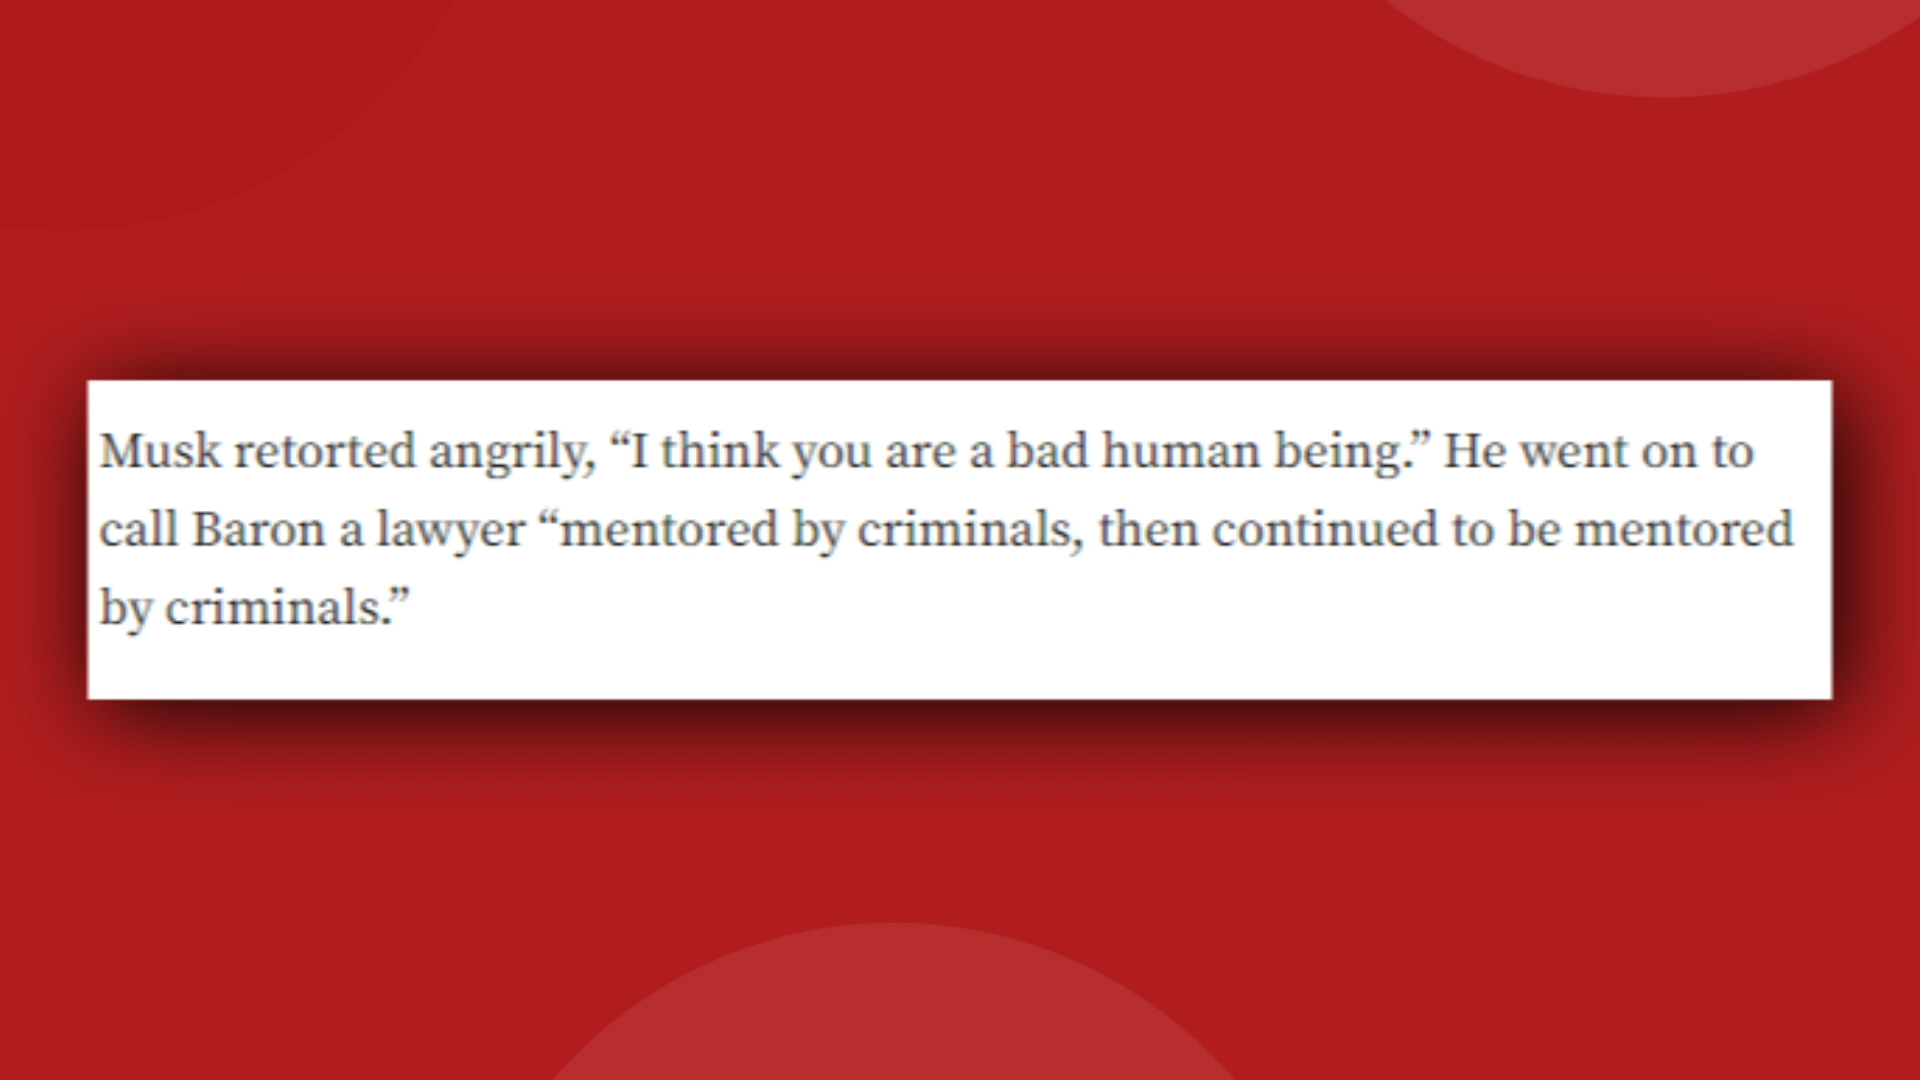 Musk retorted angrily, “I think you are a bad human being.” He went on to
call Baron a lawyer “mentored by criminals, then continued to be mentored
by criminals.”